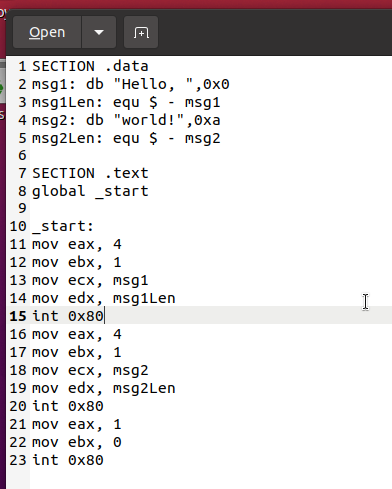 Open
1 SECTION .data
2 msg1: db "Hello, ",0x0
3 msg1Len: equ $ - msg1
4 msg2: db "world!",0xa
5 msg2Len: equ $ - msg2
6
7 SECTION .text
8 global _start
9
10 _start:
11 mov eax, 4
12 mov ebx, 1
13 mov ecx, msg1
14 mov edx, msg1Len
15 int 0x80
16 mov eax, 4
17 mov ebx, 1
18 mov ecx, msg2
19 mov edx, msg2Len
20 int 0x80
21 mov eax, 1
22 mov ebx, 0
23 int 0x80